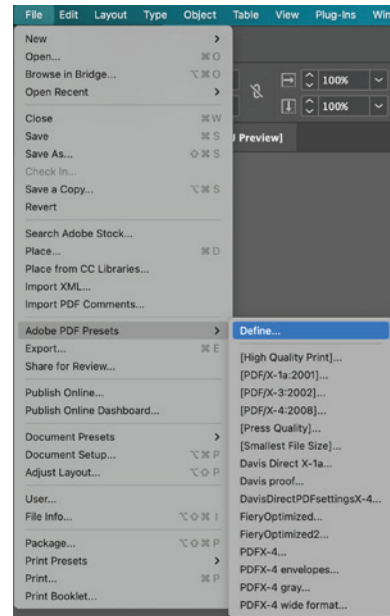 File Edit Layout Type Object Table View Plug-Ins Win
New >
Open... ⌘O
Browse in Bridge... ⌥⌘O
Open Recent >
100%
100%
Close ⌘W
Save ⌘S
Preview]
Save As... ⇧⌘S
Check In...
Save a Copy... ⌥⌘S
Revert
Search Adobe Stock...
Place... ⌘D
Place from CC Libraries...
Import XML...
Import PDF Comments...
Adobe PDF Presets >
Export... ⌘E
Share for Review...
Publish Online...
Publish Online Dashboard...
Document Presets >
Document Setup... ⌥⌘P
Adjust Layout... ⌥⇧P
User...
File Info... ⌥⇧⌘I
Package... ⌥⇧⌘P
Print Presets >
Print... ⌘P
Print Booklet...
Define...
[High Quality Print]...
[PDF/X-1a:2001]...
[PDF/X-3:2002]...
[PDF/X-4:2008]...
[Press Quality]...
[Smallest File Size]...
Davis Direct X-1a...
Davis proof...
DavisDirectPDFsettingsX-4...
FieryOptimized...
FieryOptimized2...
PDFX-4...
PDFX-4 envelopes...
PDFX-4 gray...
PDFX-4 wide format...